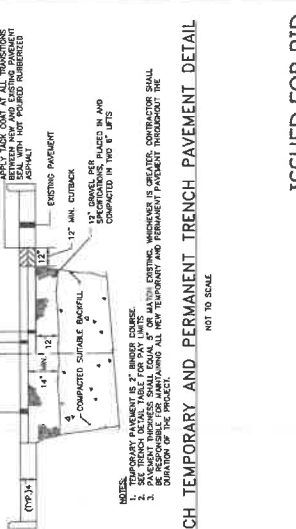 APPLY TACK COAT AT ALL TRANSITIONS
BETWEEN NEW AND EXISTING PAVEMENT
SEAL WITH HOT POURED RUBBERIZED
ASPHALT
EXISTING PAVEMENT
12" MIN. CUTBACK
12" GRAVEL PER
SPECIFICATIONS, PLACED IN AND
COMPACTED IN TWO 6" LIFTS
12"
14" MIN.
12"
COMPACTED SUITABLE BACKFILL
(TYP.)4
NOTES:
1. TEMPORARY PAVEMENT IS 2" BINDER COURSE.
2. SEE TRENCH DETAIL TABLE FOR PAY LIMITS
3. PAVEMENT THICKNESS SHALL EQUAL 5" OR MATCH EXISTING, WHICHEVER IS GREATER. CONTRACTOR SHALL
BE RESPONSIBLE FOR MAINTAINING ALL NEW TEMPORARY AND PERMANENT PAVEMENT THROUGHOUT THE
DURATION OF THE PROJECT.
CH TEMPORARY AND PERMANENT TRENCH PAVEMENT DETAIL
NOT TO SCALE
ISSUED FOR BID